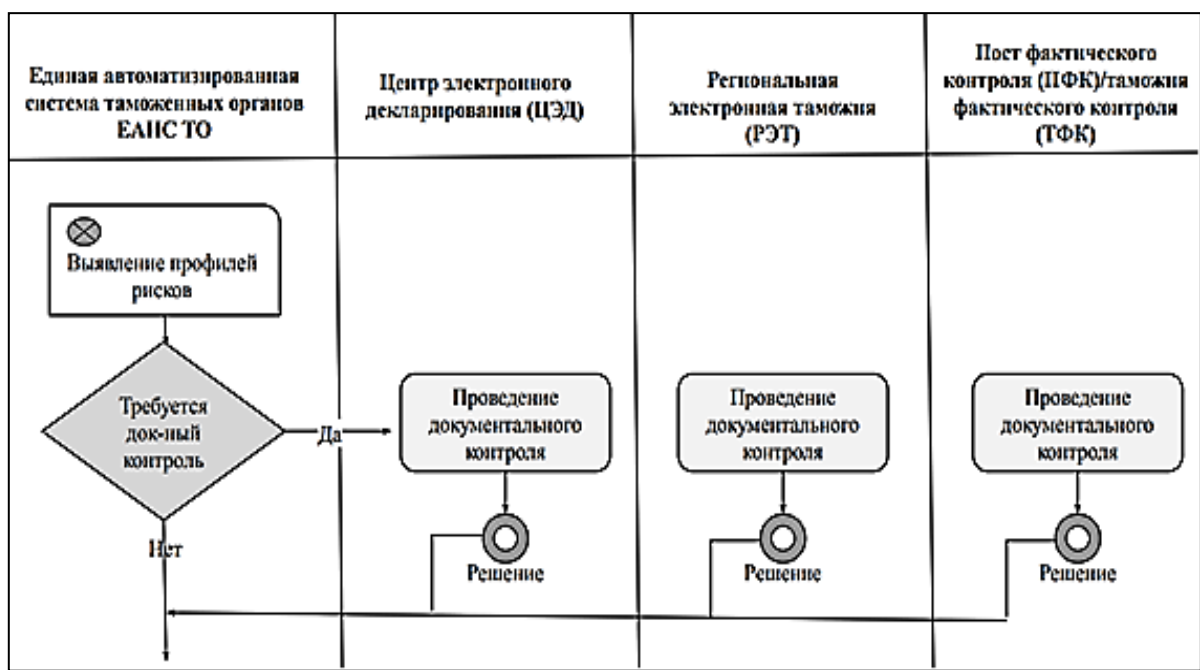 Единая автоматизированная
система таможенных органов
ЕАИС ТО
Центр электронного
декларирования (ЦЭД)
Региональная
электронная таможня
(РЭТ)
Пост фактического
контроля (ПФК)/таможня
фактического контроля
(ТФК)
Выявление профилей
рисков
Требуется
док-ный
контроль
Да
Нет
Проведение
документального
контроля
Решение
Проведение
документального
контроля
Решение
Проведение
документального
контроля
Решение